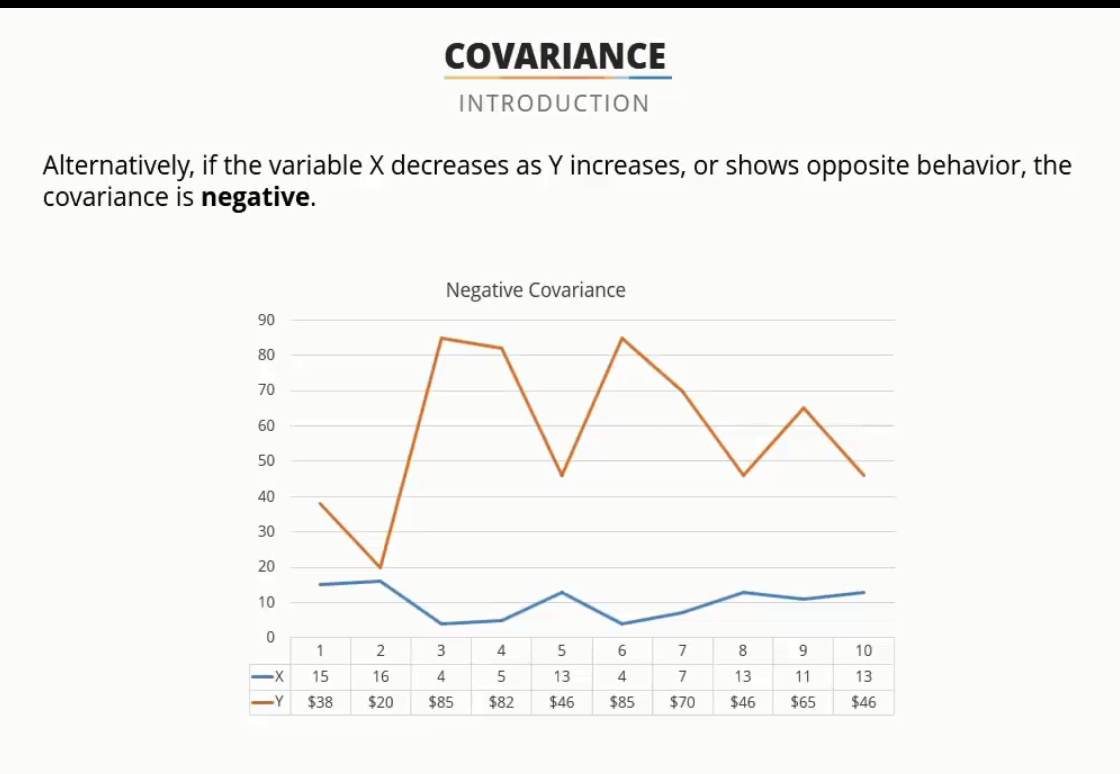 COVARIANCE
INTRODUCTION
Alternatively, if the variable X decreases as Y increases, or shows opposite behavior, the
covariance is negative.
Negative Covariance
90
80
70
60
50
40
30
20
10
0
1 2 3 4 5 6 7 8 9 10
X 15 16 4 5 13 4 7 13 11 13
Y $38 $20 $85 $82 $46 $85 $70 $46 $65 $46